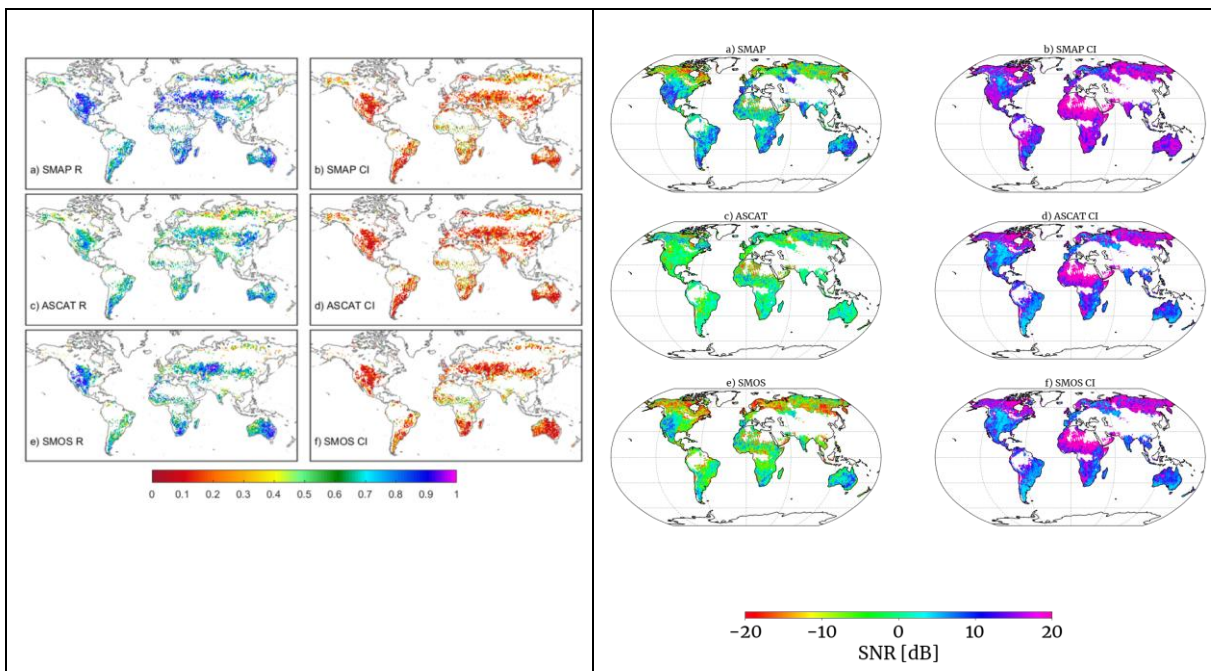 a) SMAP R
b) SMAP CI
c) ASCAT R
d) ASCAT CI
e) SMOS R
f) SMOS CI
0 0.1 0.2 0.3 0.4 0.5 0.6 0.7 0.8 0.9 1
a) SMAP
b) SMAP CI
c) ASCAT
d) ASCAT CI
e) SMOS
f) SMOS CI
−20 −10 0 10 20
SNR [dB]